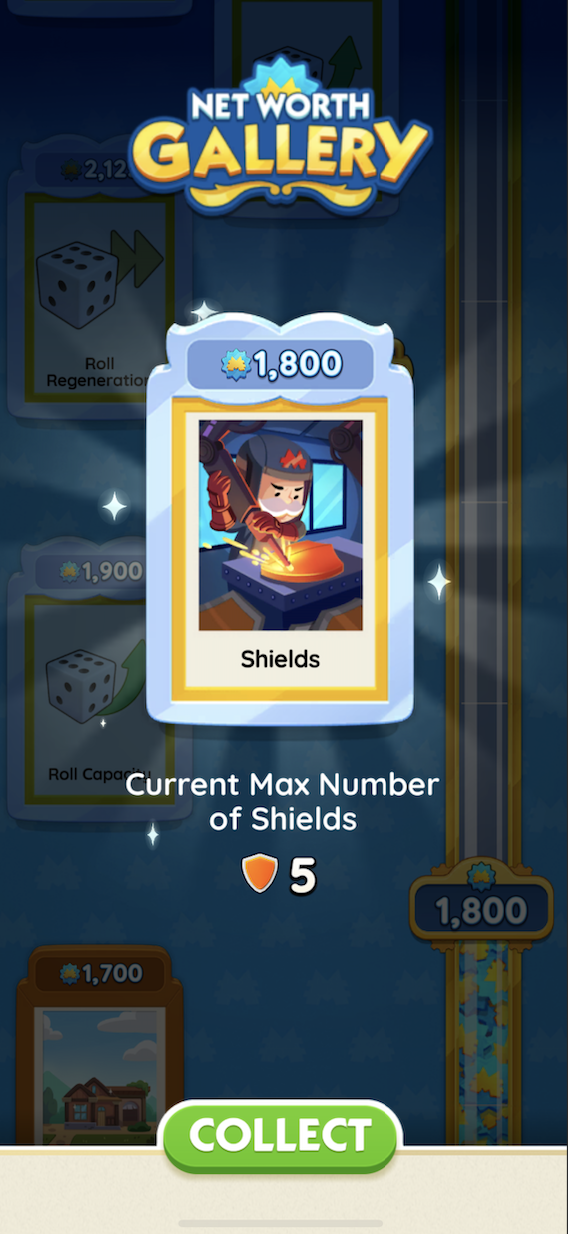 NET WORTH
GALLERY
2,12
Roll
Regeneration
1,800
Shields
1,900
Roll Capacity
Current Max Number
of Shields
5
1,800
1,700
COLLECT